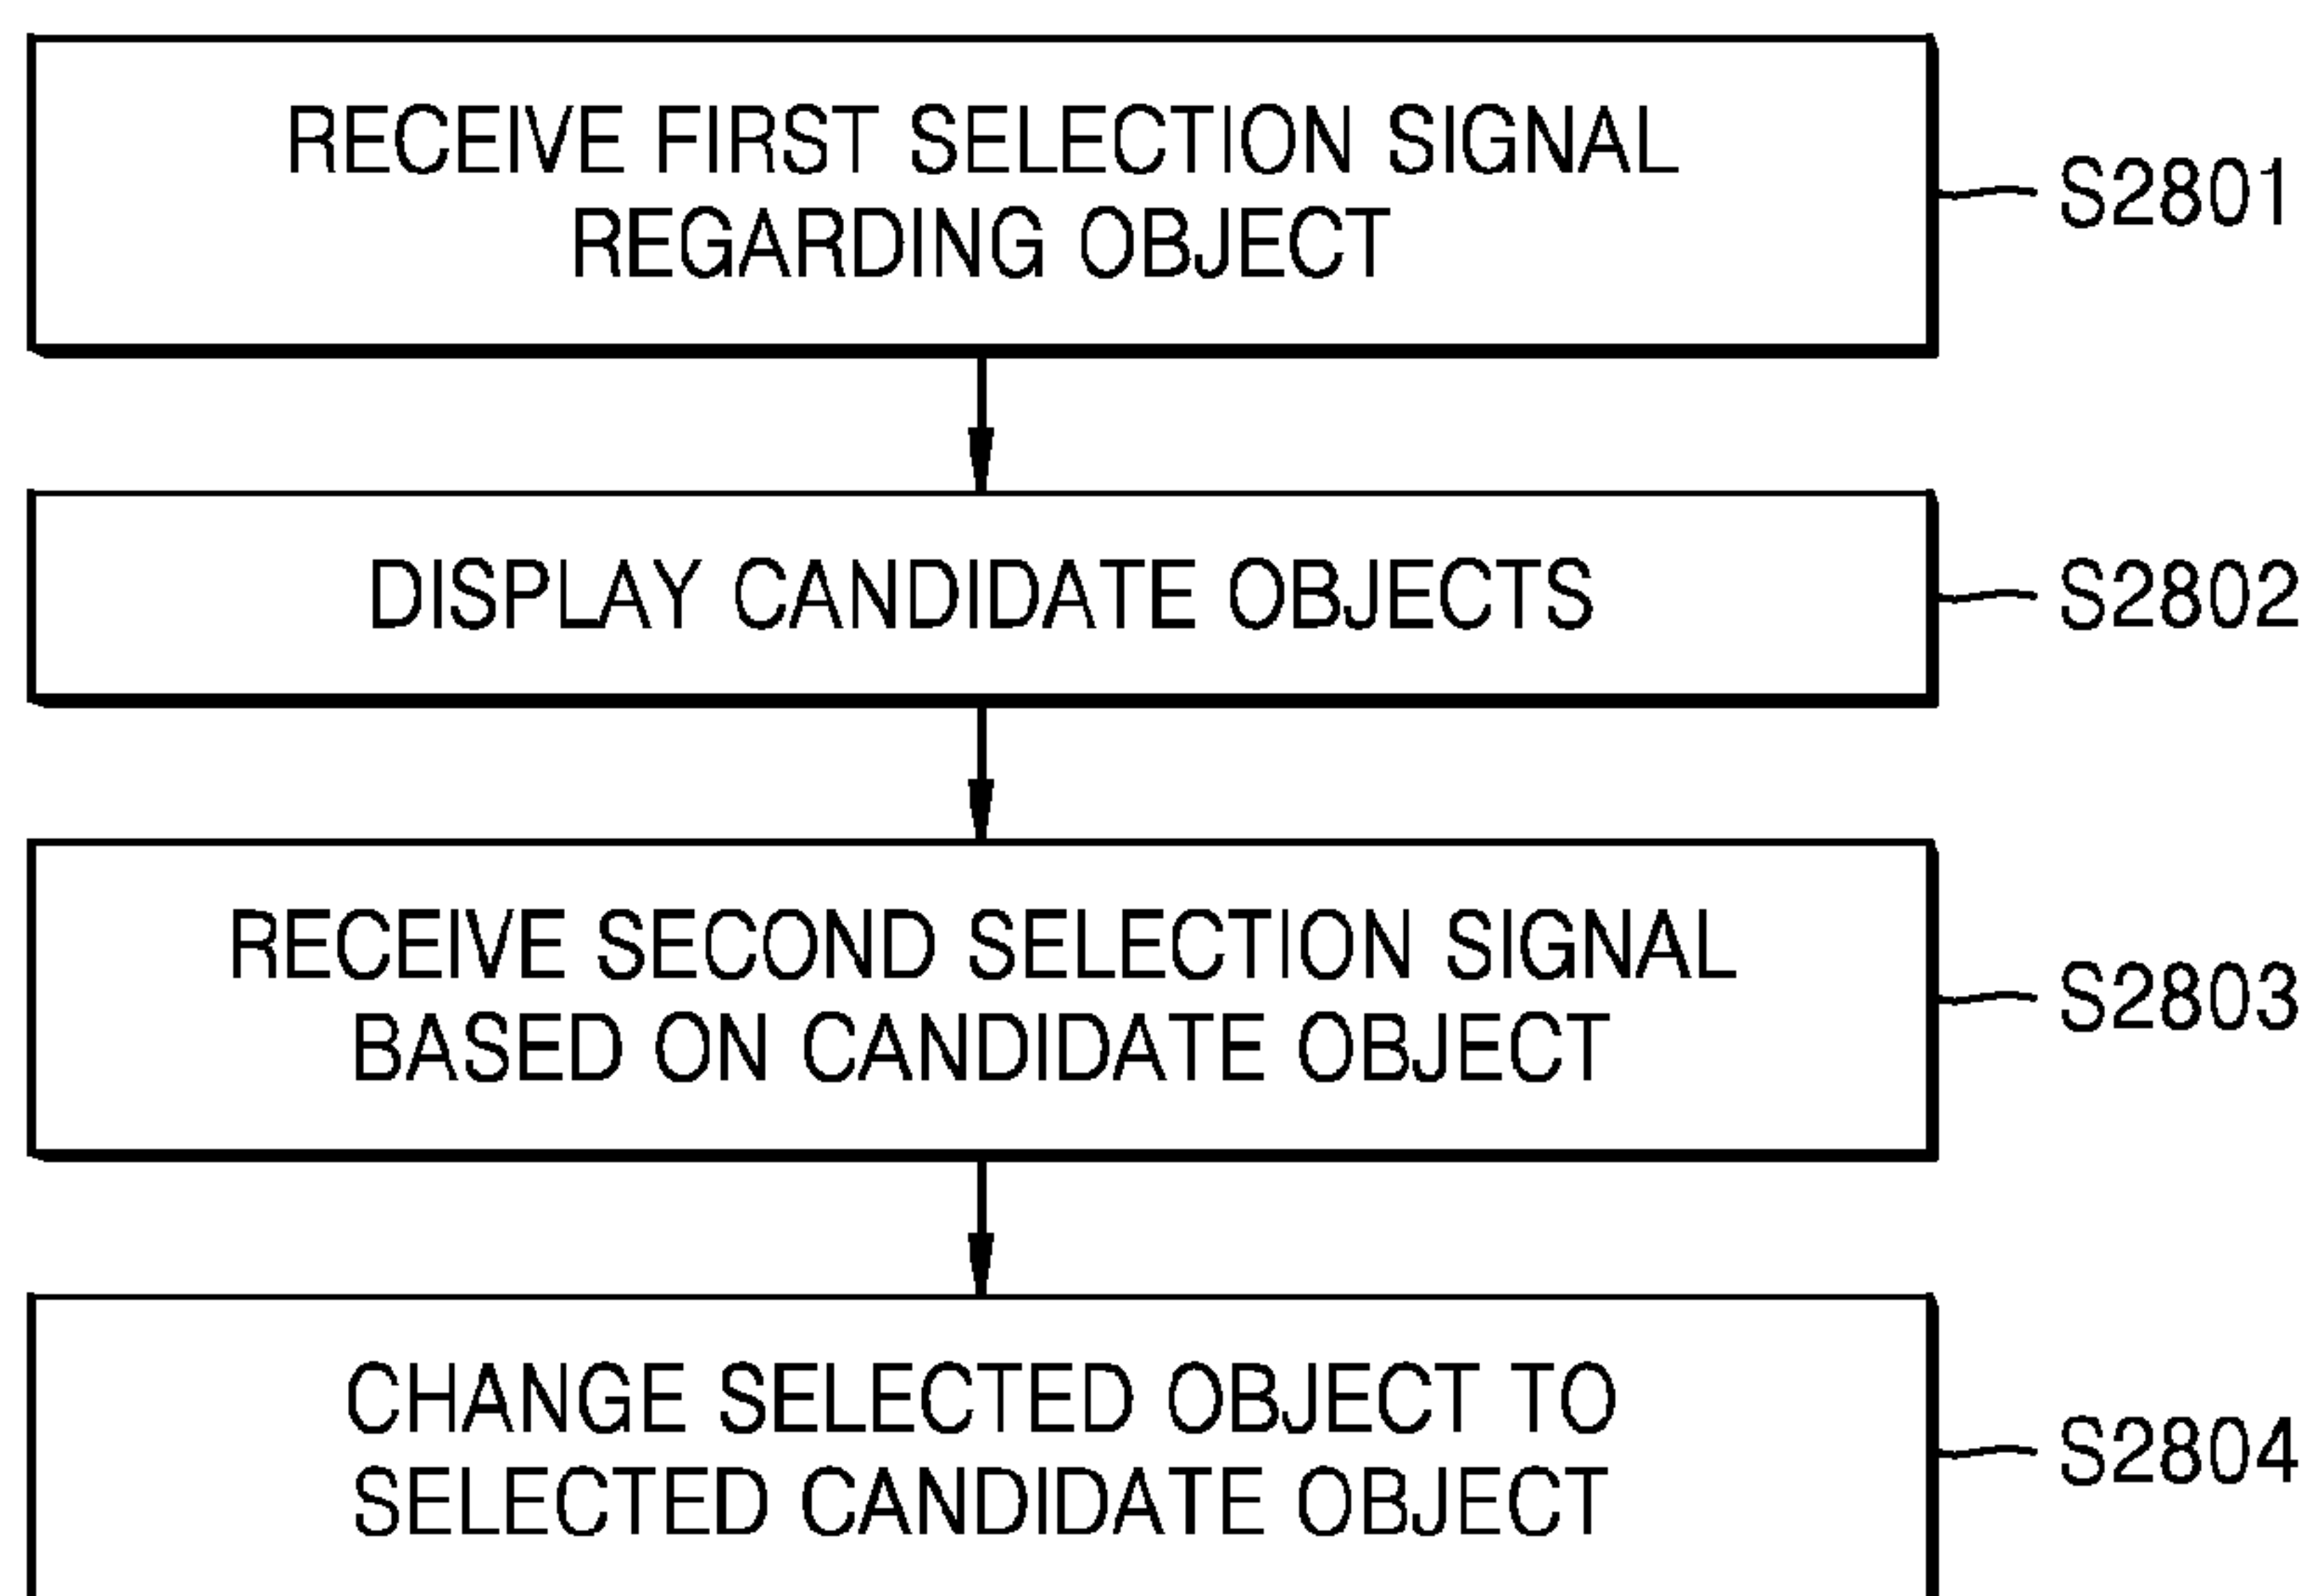 RECEIVE FIRST SELECTION SIGNAL
REGARDING OBJECT
S2801
DISPLAY CANDIDATE OBJECTS
S2802
RECEIVE SECOND SELECTION SIGNAL
BASED ON CANDIDATE OBJECT
S2803
CHANGE SELECTED OBJECT TO
SELECTED CANDIDATE OBJECT
S2804